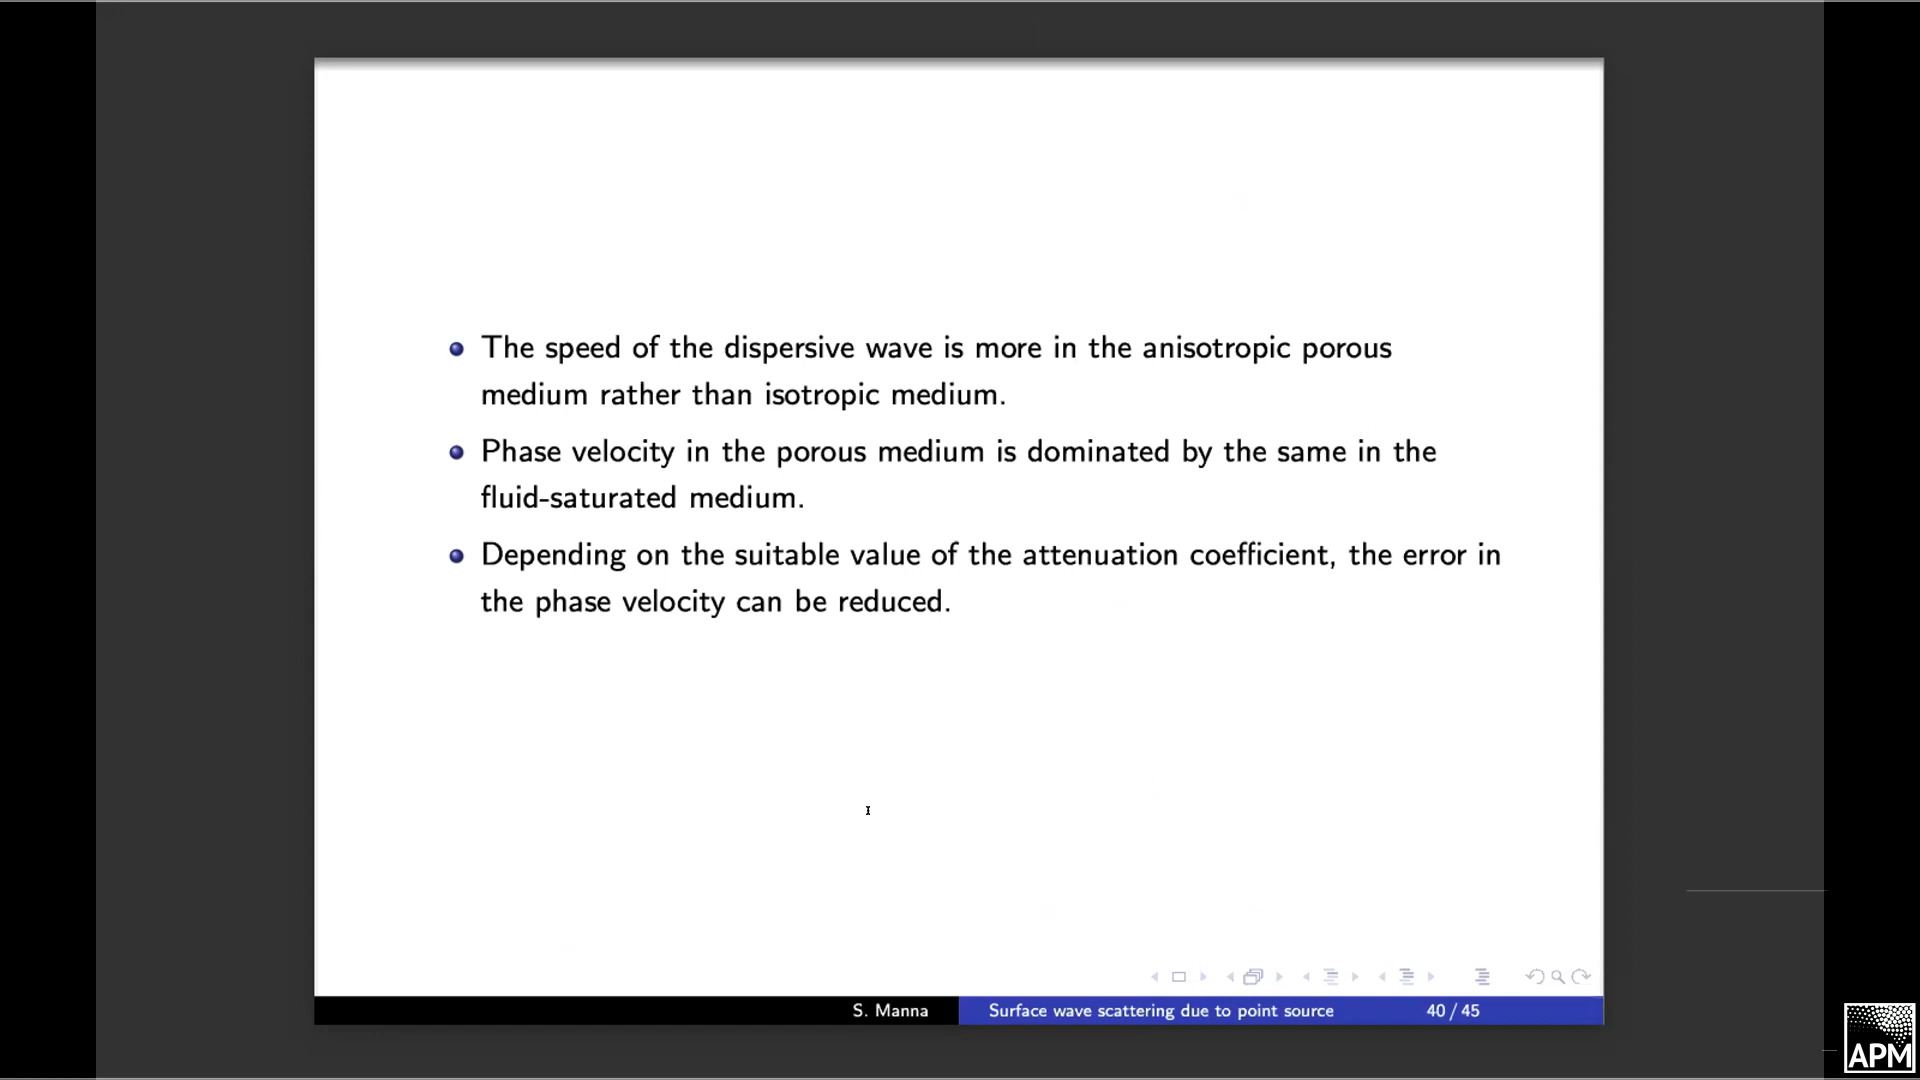 The speed of the dispersive wave is more in the anisotropic porous
medium rather than isotropic medium.
Phase velocity in the porous medium is dominated by the same in the
fluid-saturated medium.
Depending on the suitable value of the attenuation coefficient, the error in
the phase velocity can be reduced.
S. Manna
Surface wave scattering due to point source
40 / 45
APM